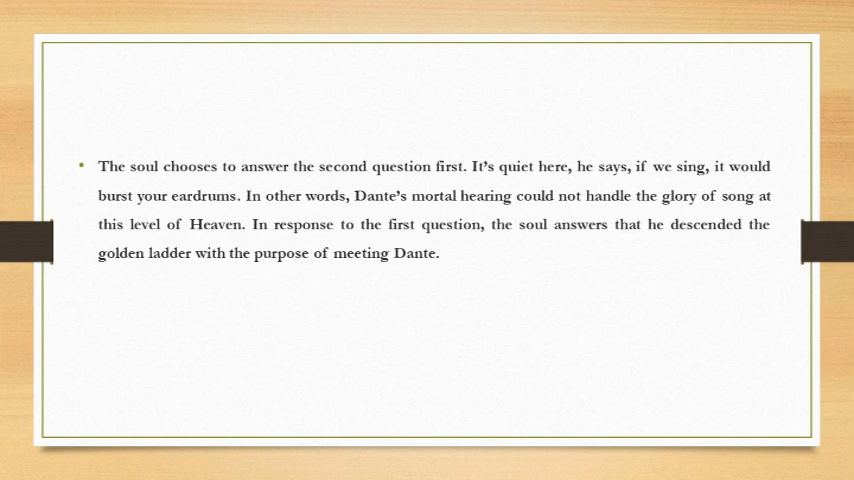 • The soul chooses to answer the second question first. It’s quiet here, he says, if we sing, it would
burst your eardrums. In other words, Dante’s mortal hearing could not handle the glory of song at
this level of Heaven. In response to the first question, the soul answers that he descended the
golden ladder with the purpose of meeting Dante.